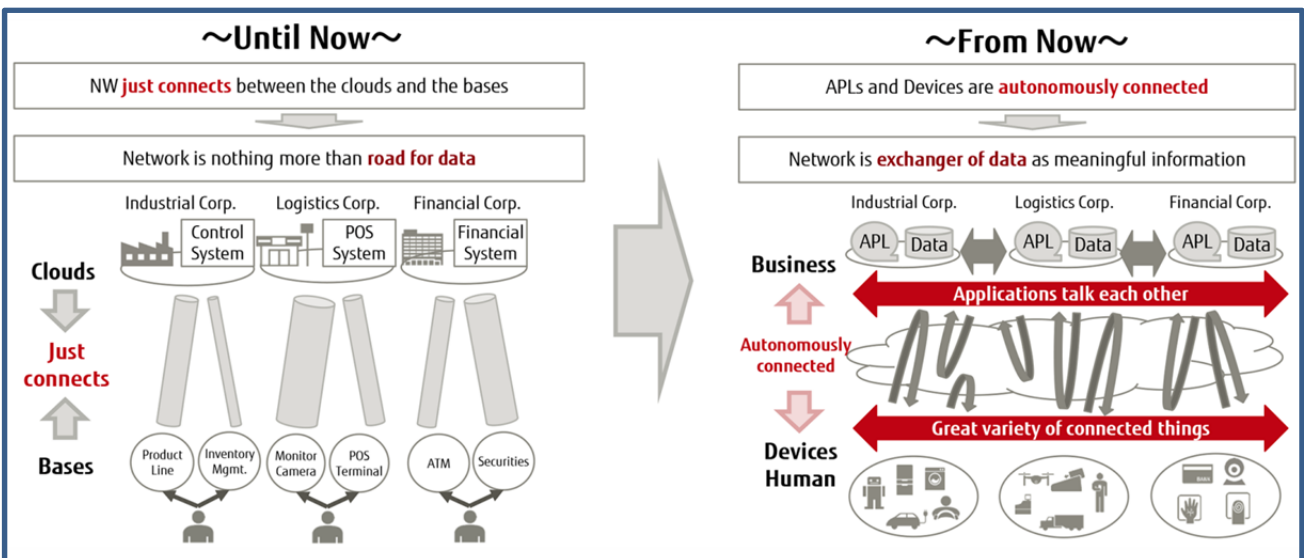 ～Until Now～
NW just connects between the clouds and the bases
Network is nothing more than road for data
Industrial Corp.
Logistics Corp.
Financial Corp.
Control
System
POS
System
Financial
System
Clouds
Just
connects
Bases
Product
Line
Inventory
Mgmt.
Monitor
Camera
POS
Terminal
ATM
Securities
～From Now～
APLs and Devices are autonomously connected
Network is exchanger of data as meaningful information
Industrial Corp.
Logistics Corp.
Financial Corp.
APL
Data
APL
Data
APL
Data
Business
Applications talk each other
Autonomously
connected
Great variety of connected things
Devices
Human